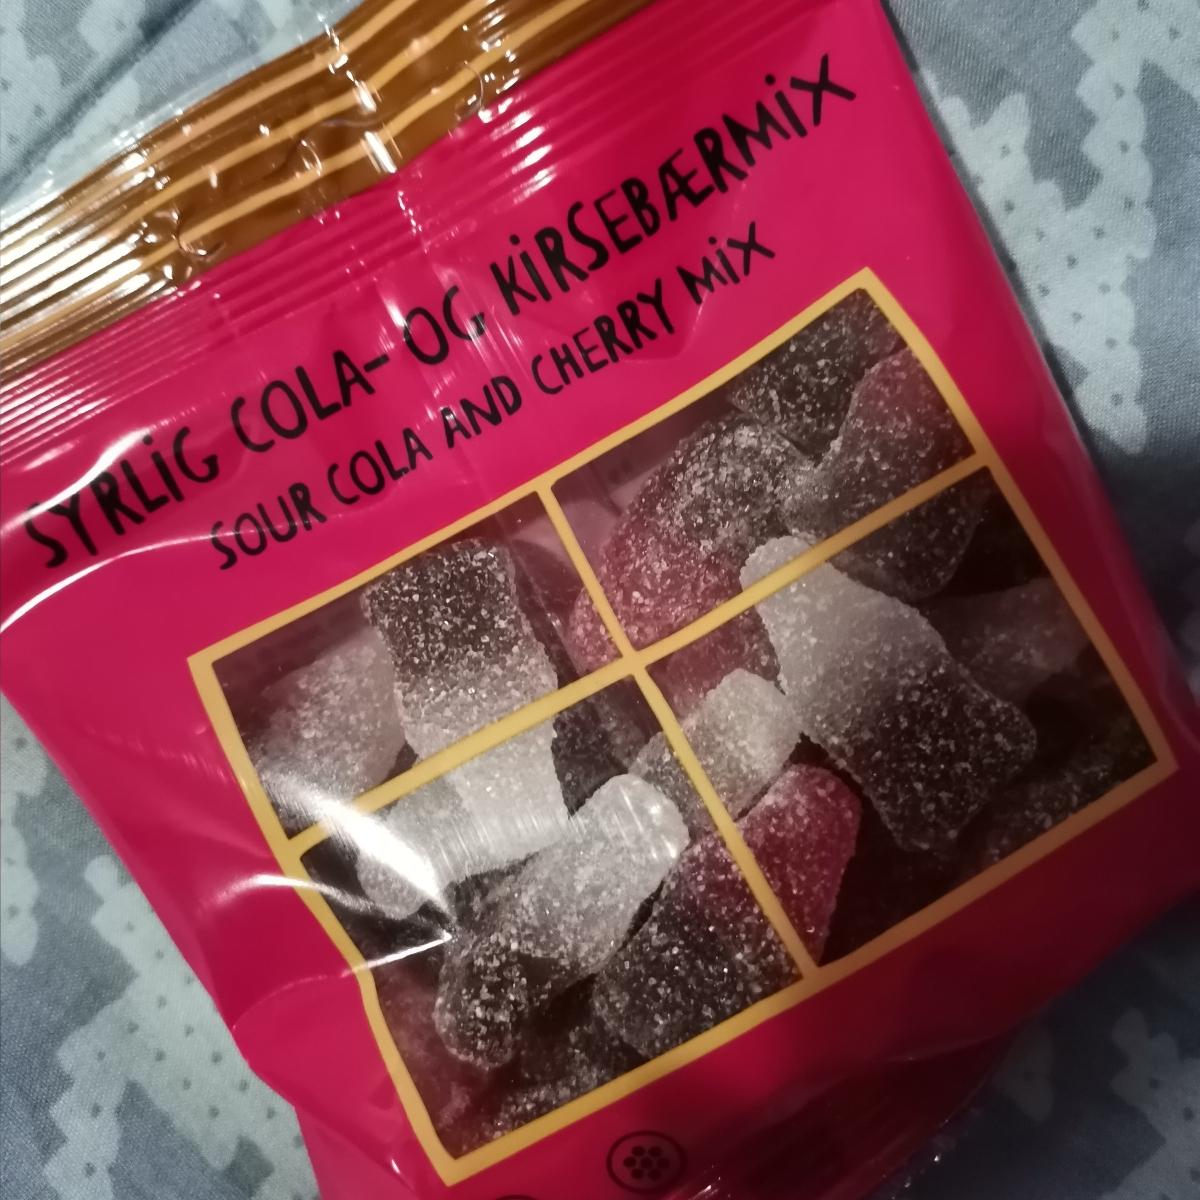 SYRLIG COLA- OG KIRSEBÆRMIX
SOUR COLA AND CHERRY MIX